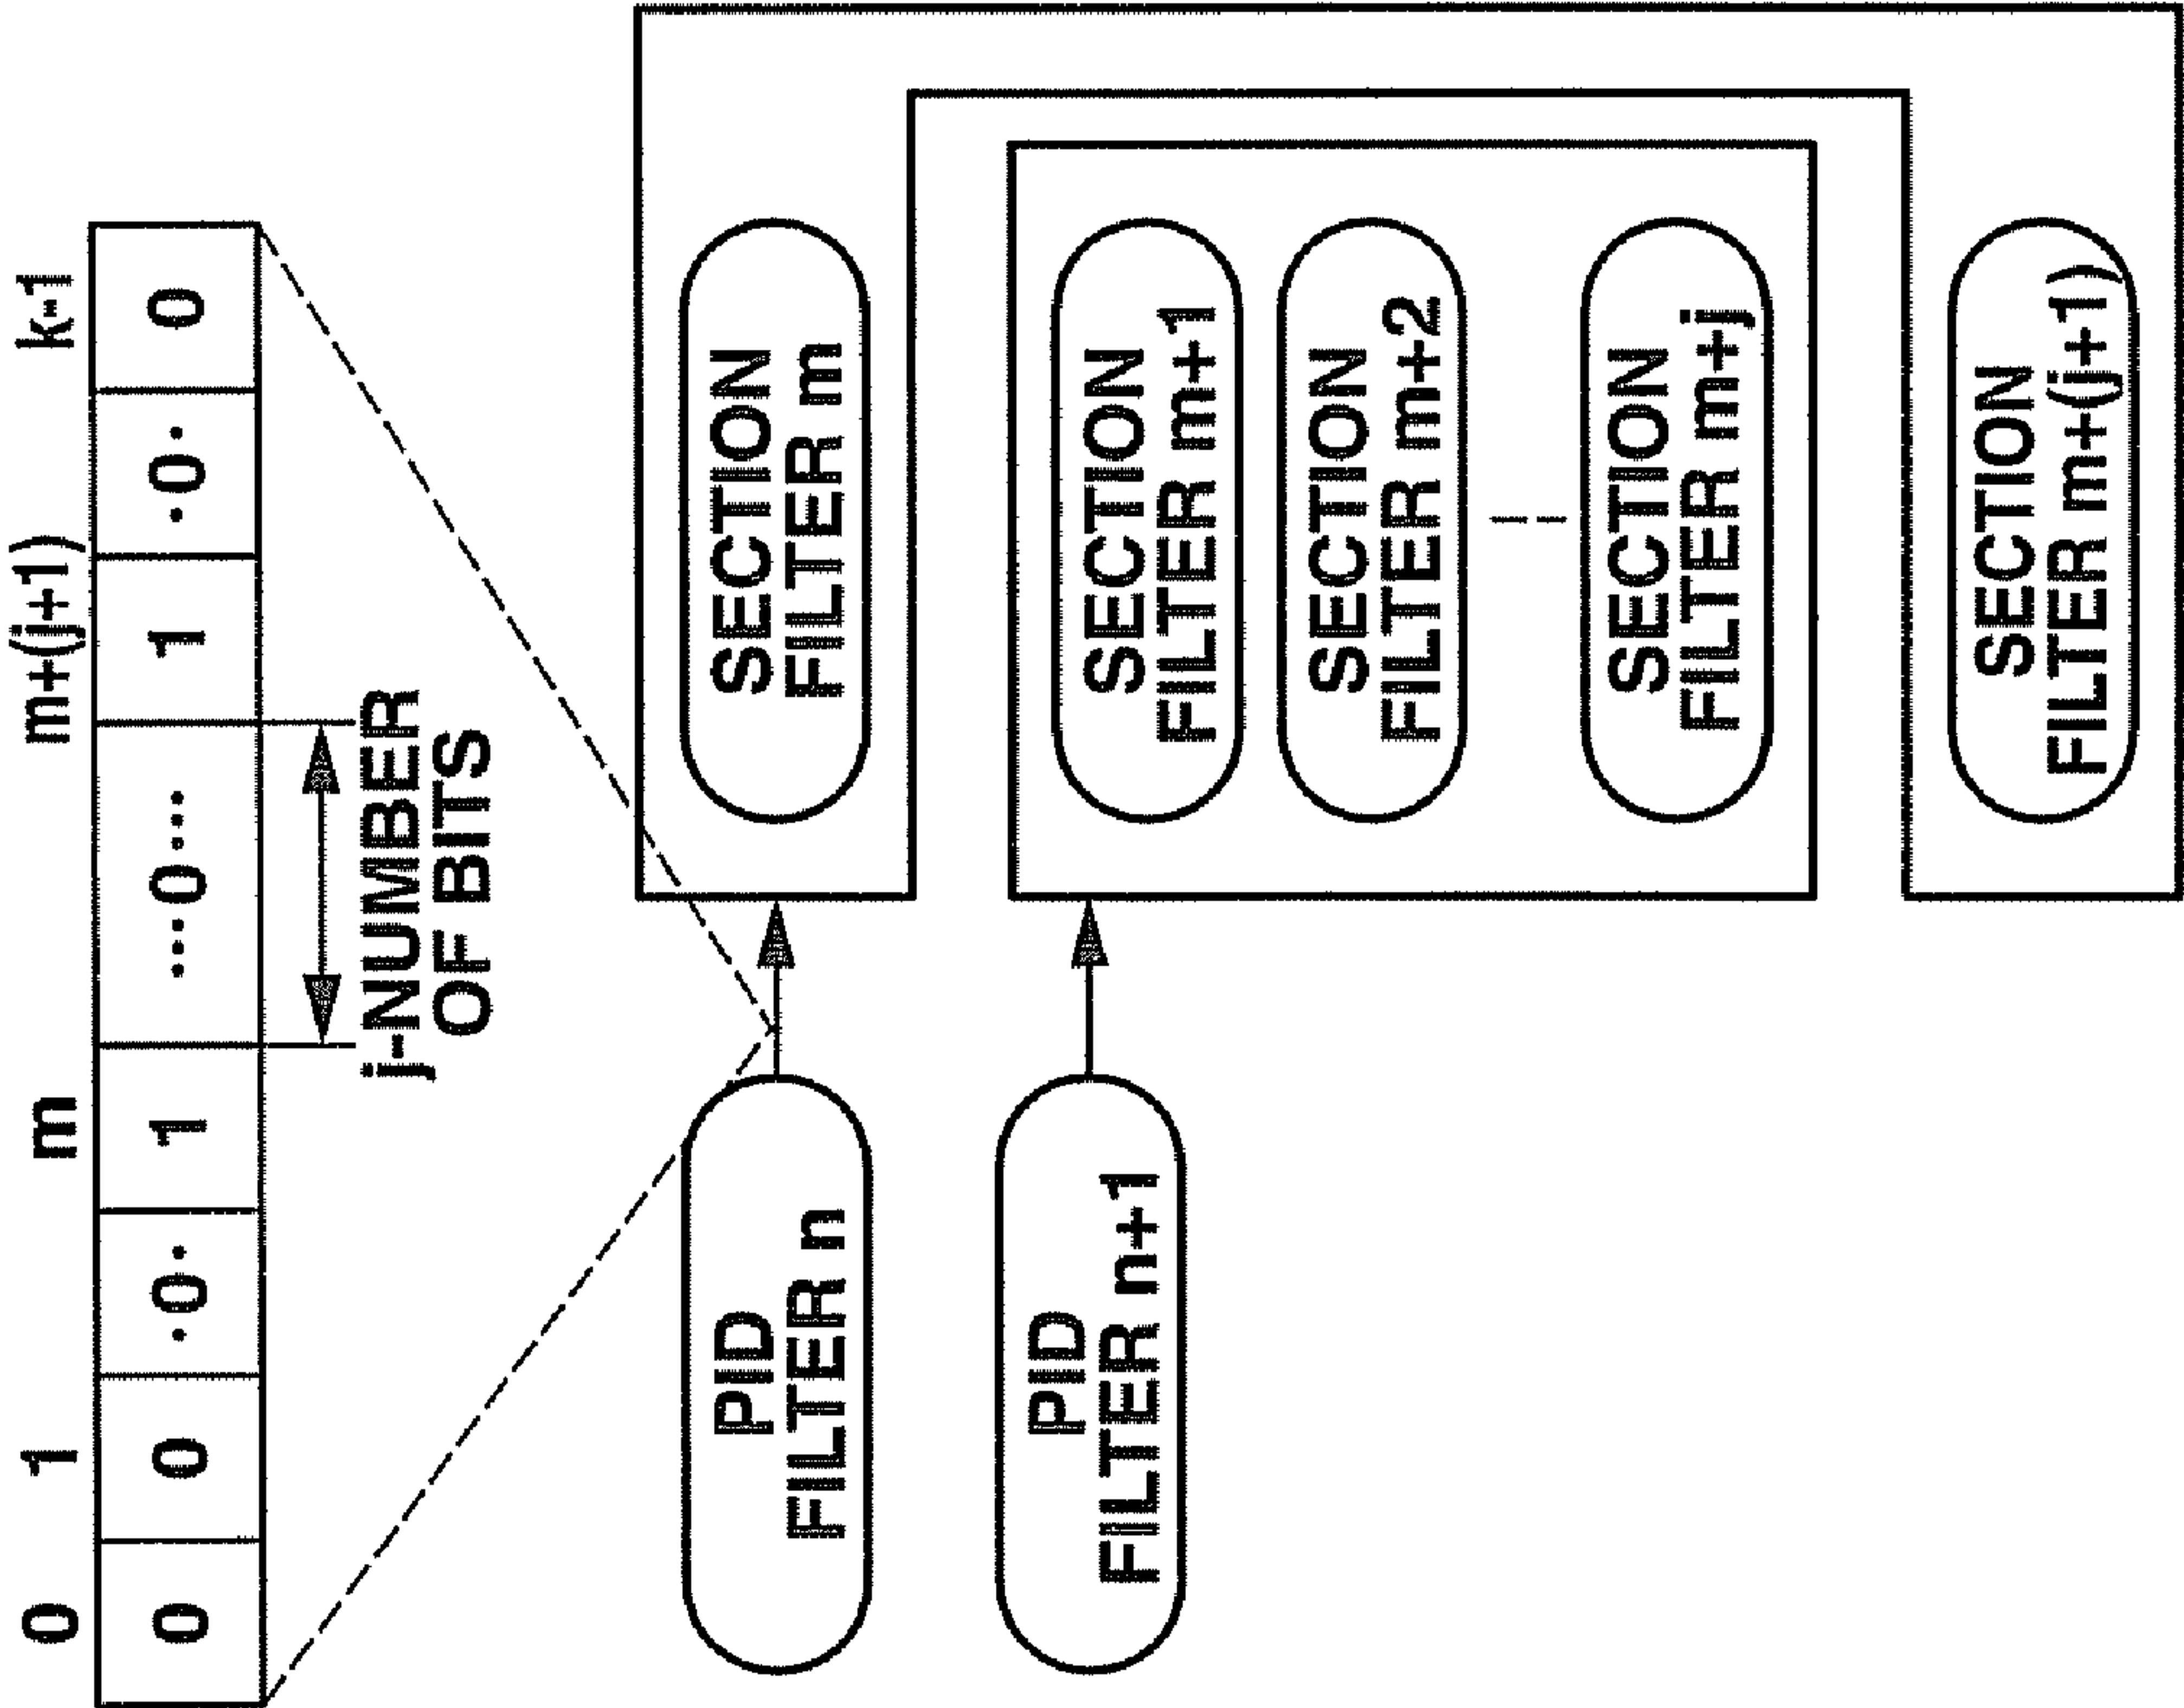 0 1 m m+(j+1) k-1
0 0 ·0· 1 ···0··· 1 ·0· 0
j-NUMBER
OF BITS
PID
FILTER n
SECTION
FILTER m
PID
FILTER n+1
SECTION
FILTER m+1
SECTION
FILTER m+2
SECTION
FILTER m+j
SECTION
FILTER m+(j+1)